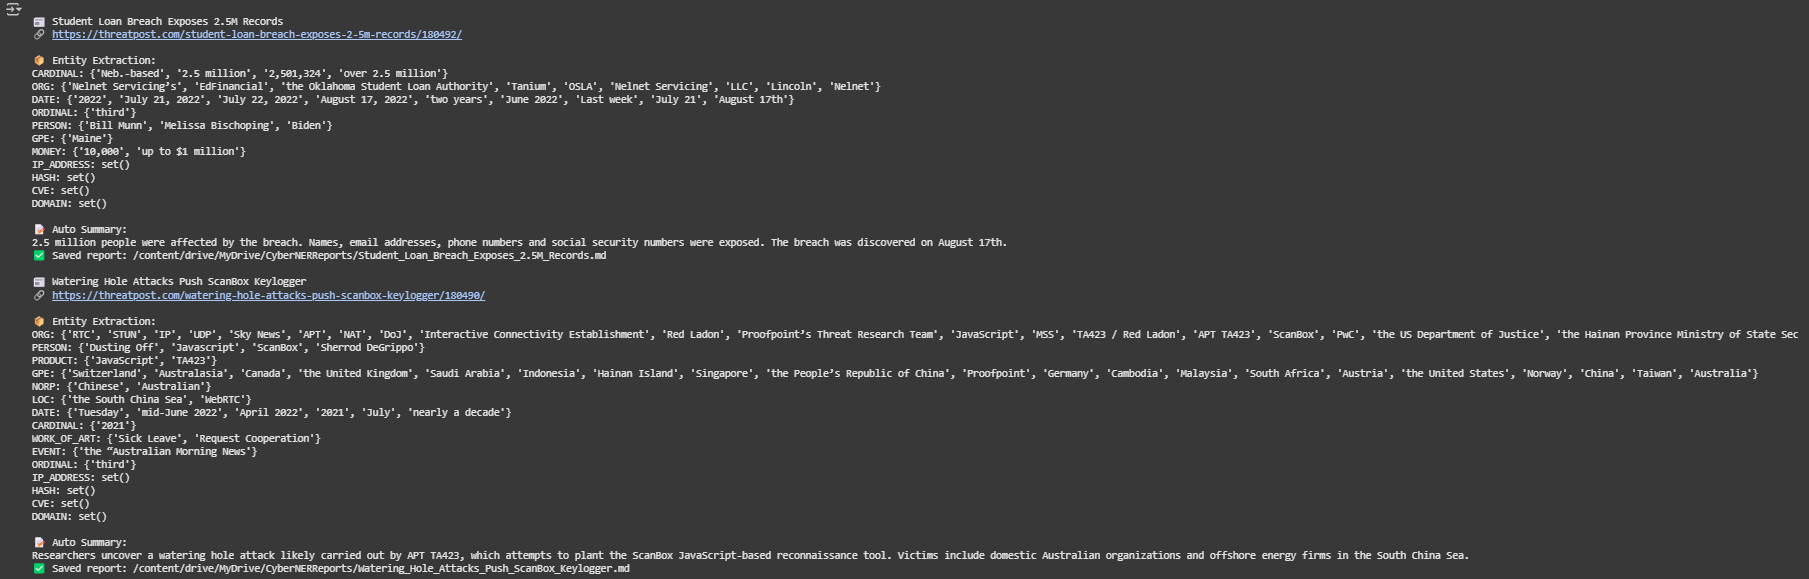 📰 Student Loan Breach Exposes 2.5M Records
🔗 https://threatpost.com/student-loan-breach-exposes-2-5m-records/180492/
📦 Entity Extraction:
CARDINAL: {'Neb.-based', '2.5 million', '2,501,324', 'over 2.5 million'}
ORG: {'Nelnet Servicing’s', 'EdFinancial', 'the Oklahoma Student Loan Authority', 'Tanium', 'OSLA', 'Nelnet Servicing', 'LLC', 'Lincoln', 'Nelnet'}
DATE: {'2022', 'July 21, 2022', 'July 22, 2022', 'August 17, 2022', 'two years', 'June 2022', 'Last week', 'July 21', 'August 17th'}
ORDINAL: {'third'}
PERSON: {'Bill Munn', 'Melissa Bischoping', 'Biden'}
GPE: {'Maine'}
MONEY: {'10,000', 'up to $1 million'}
IP_ADDRESS: set()
HASH: set()
CVE: set()
DOMAIN: set()
📝 Auto Summary:
2.5 million people were affected by the breach. Names, email addresses, phone numbers and social security numbers were exposed. The breach was discovered on August 17th.
✅ Saved report: /content/drive/MyDrive/CyberNERReports/Student_Loan_Breach_Exposes_2.5M_Records.md
📰 Watering Hole Attacks Push ScanBox Keylogger
🔗 https://threatpost.com/watering-hole-attacks-push-scanbox-keylogger/180490/
📦 Entity Extraction:
ORG: {'RTC', 'STUN', 'IP', 'UDP', 'Sky News', 'APT', 'NAT', 'DoJ', 'Interactive Connectivity Establishment', 'Red Ladon', 'Proofpoint’s Threat Research Team', 'JavaScript', 'MSS', 'TA423 / Red Ladon', 'APT TA423', 'ScanBox', 'PwC', 'the US Department of Justice', 'the Hainan Province Ministry of State Sec
PERSON: {'Dusting Off', 'Javascript', 'ScanBox', 'Sherrod DeGrippo'}
PRODUCT: {'JavaScript', 'TA423'}
GPE: {'Switzerland', 'Australasia', 'Canada', 'the United Kingdom', 'Saudi Arabia', 'Indonesia', 'Hainan Island', 'Singapore', 'the People’s Republic of China', 'Proofpoint', 'Germany', 'Cambodia', 'Malaysia', 'South Africa', 'Austria', 'the United States', 'Norway', 'China', 'Taiwan', 'Australia'}
NORP: {'Chinese', 'Australian'}
LOC: {'the South China Sea', 'WebRTC'}
DATE: {'Tuesday', 'mid-June 2022', 'April 2022', '2021', 'July', 'nearly a decade'}
CARDINAL: {'2021'}
WORK_OF_ART: {'Sick Leave', 'Request Cooperation'}
EVENT: {'the “Australian Morning News'}
ORDINAL: {'third'}
IP_ADDRESS: set()
HASH: set()
CVE: set()
DOMAIN: set()
📝 Auto Summary:
Researchers uncover a watering hole attack likely carried out by APT TA423, which attempts to plant the ScanBox JavaScript-based reconnaissance tool. Victims include domestic Australian organizations and offshore energy firms in the South China Sea.
✅ Saved report: /content/drive/MyDrive/CyberNERReports/Watering_Hole_Attacks_Push_ScanBox_Keylogger.md